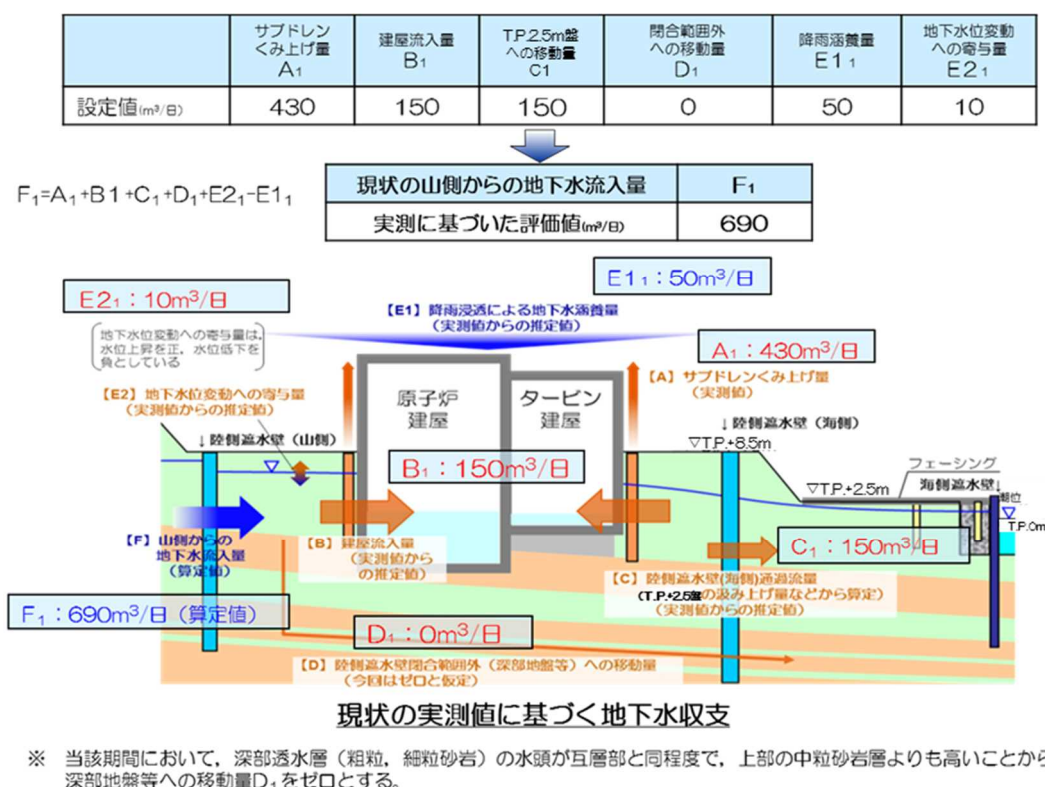 サブドレン
くみ上げ量
A₁
建屋流入量
B₁
T.P.2.5m盤
への移動量
C1
閉合範囲外
への移動量
D₁
降雨涵養量
E1₁
地下水位変動
への寄与量
E2₁
設定値(m³/日) 430 150 150 0 50 10
F₁=A₁+B1+C₁+D₁+E2₁-E1₁
現状の山側からの地下水流入量 F₁
実測に基づいた評価値(m³/日) 690
E1₁：50m³/日
E2₁：10m³/日
【E1】降雨浸透による地下水涵養量
（実測値からの推定値）
地下水位変動への寄与量は、
水位上昇を正，水位低下を
負としている
A₁：430m³/日
【A】サブドレンくみ上げ量
（実測値）
【E2】地下水位変動への寄与量
（実測値からの推定値）
原子炉
建屋
タービン
建屋
↓陸側遮水壁（山側）
↓陸側遮水壁（海側）
▽T.P.+8.5m
B₁：150m³/日
フェーシング
海側遮水壁↓
▽T.P.+2.5m
潮位
T.P.0m
【F】山側からの
地下水流入量
（算定値）
【B】建屋流入量
（実測値から
の推定値）
C₁：150m³/日
【C】陸側遮水壁(海側)通過流量
（T.P.+2.5盤の汲み上げ量などから算定）
（実測値からの推定値）
F₁：690m³/日（算定値）
D₁：0m³/日
【D】陸側遮水壁閉合範囲外（深部地盤等）への移動量
（今回はゼロと仮定）
現状の実測値に基づく地下水収支
※ 当該期間において，深部透水層（粗粒，細粒砂岩）の水頭が互層部と同程度で，上部の中粒砂岩層よりも高いことから
深部地盤等への移動量D₁をゼロとする。